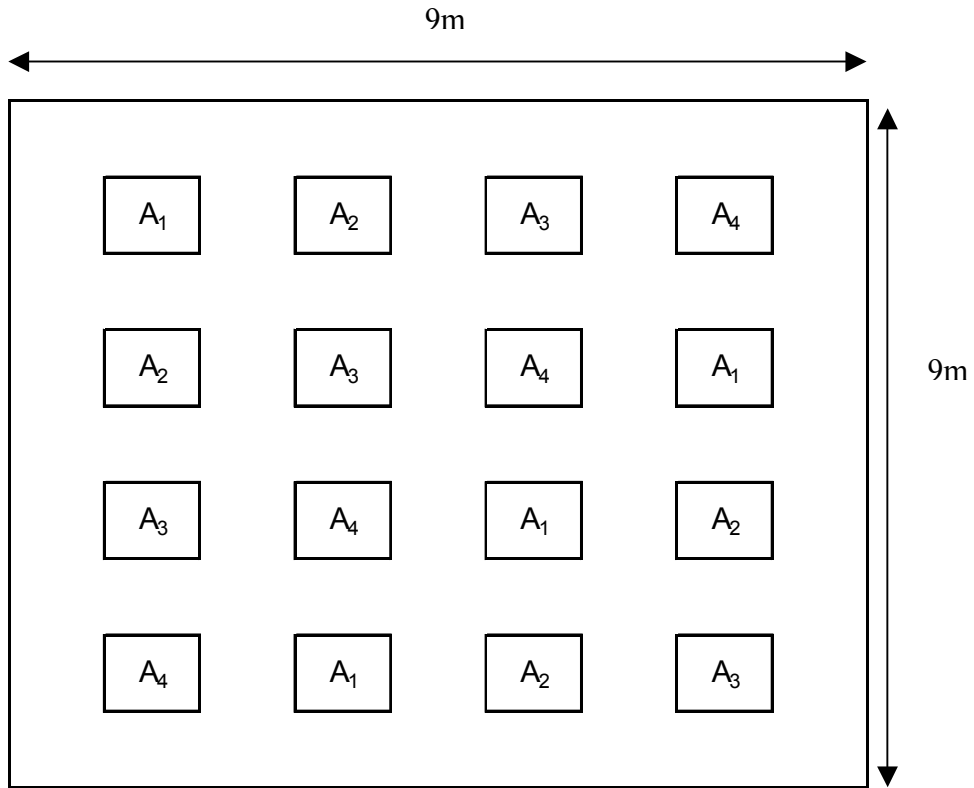 9m
A₁ A₂ A₃ A₄
A₂ A₃ A₄ A₁
9m
A₃ A₄ A₁ A₂
A₄ A₁ A₂ A₃